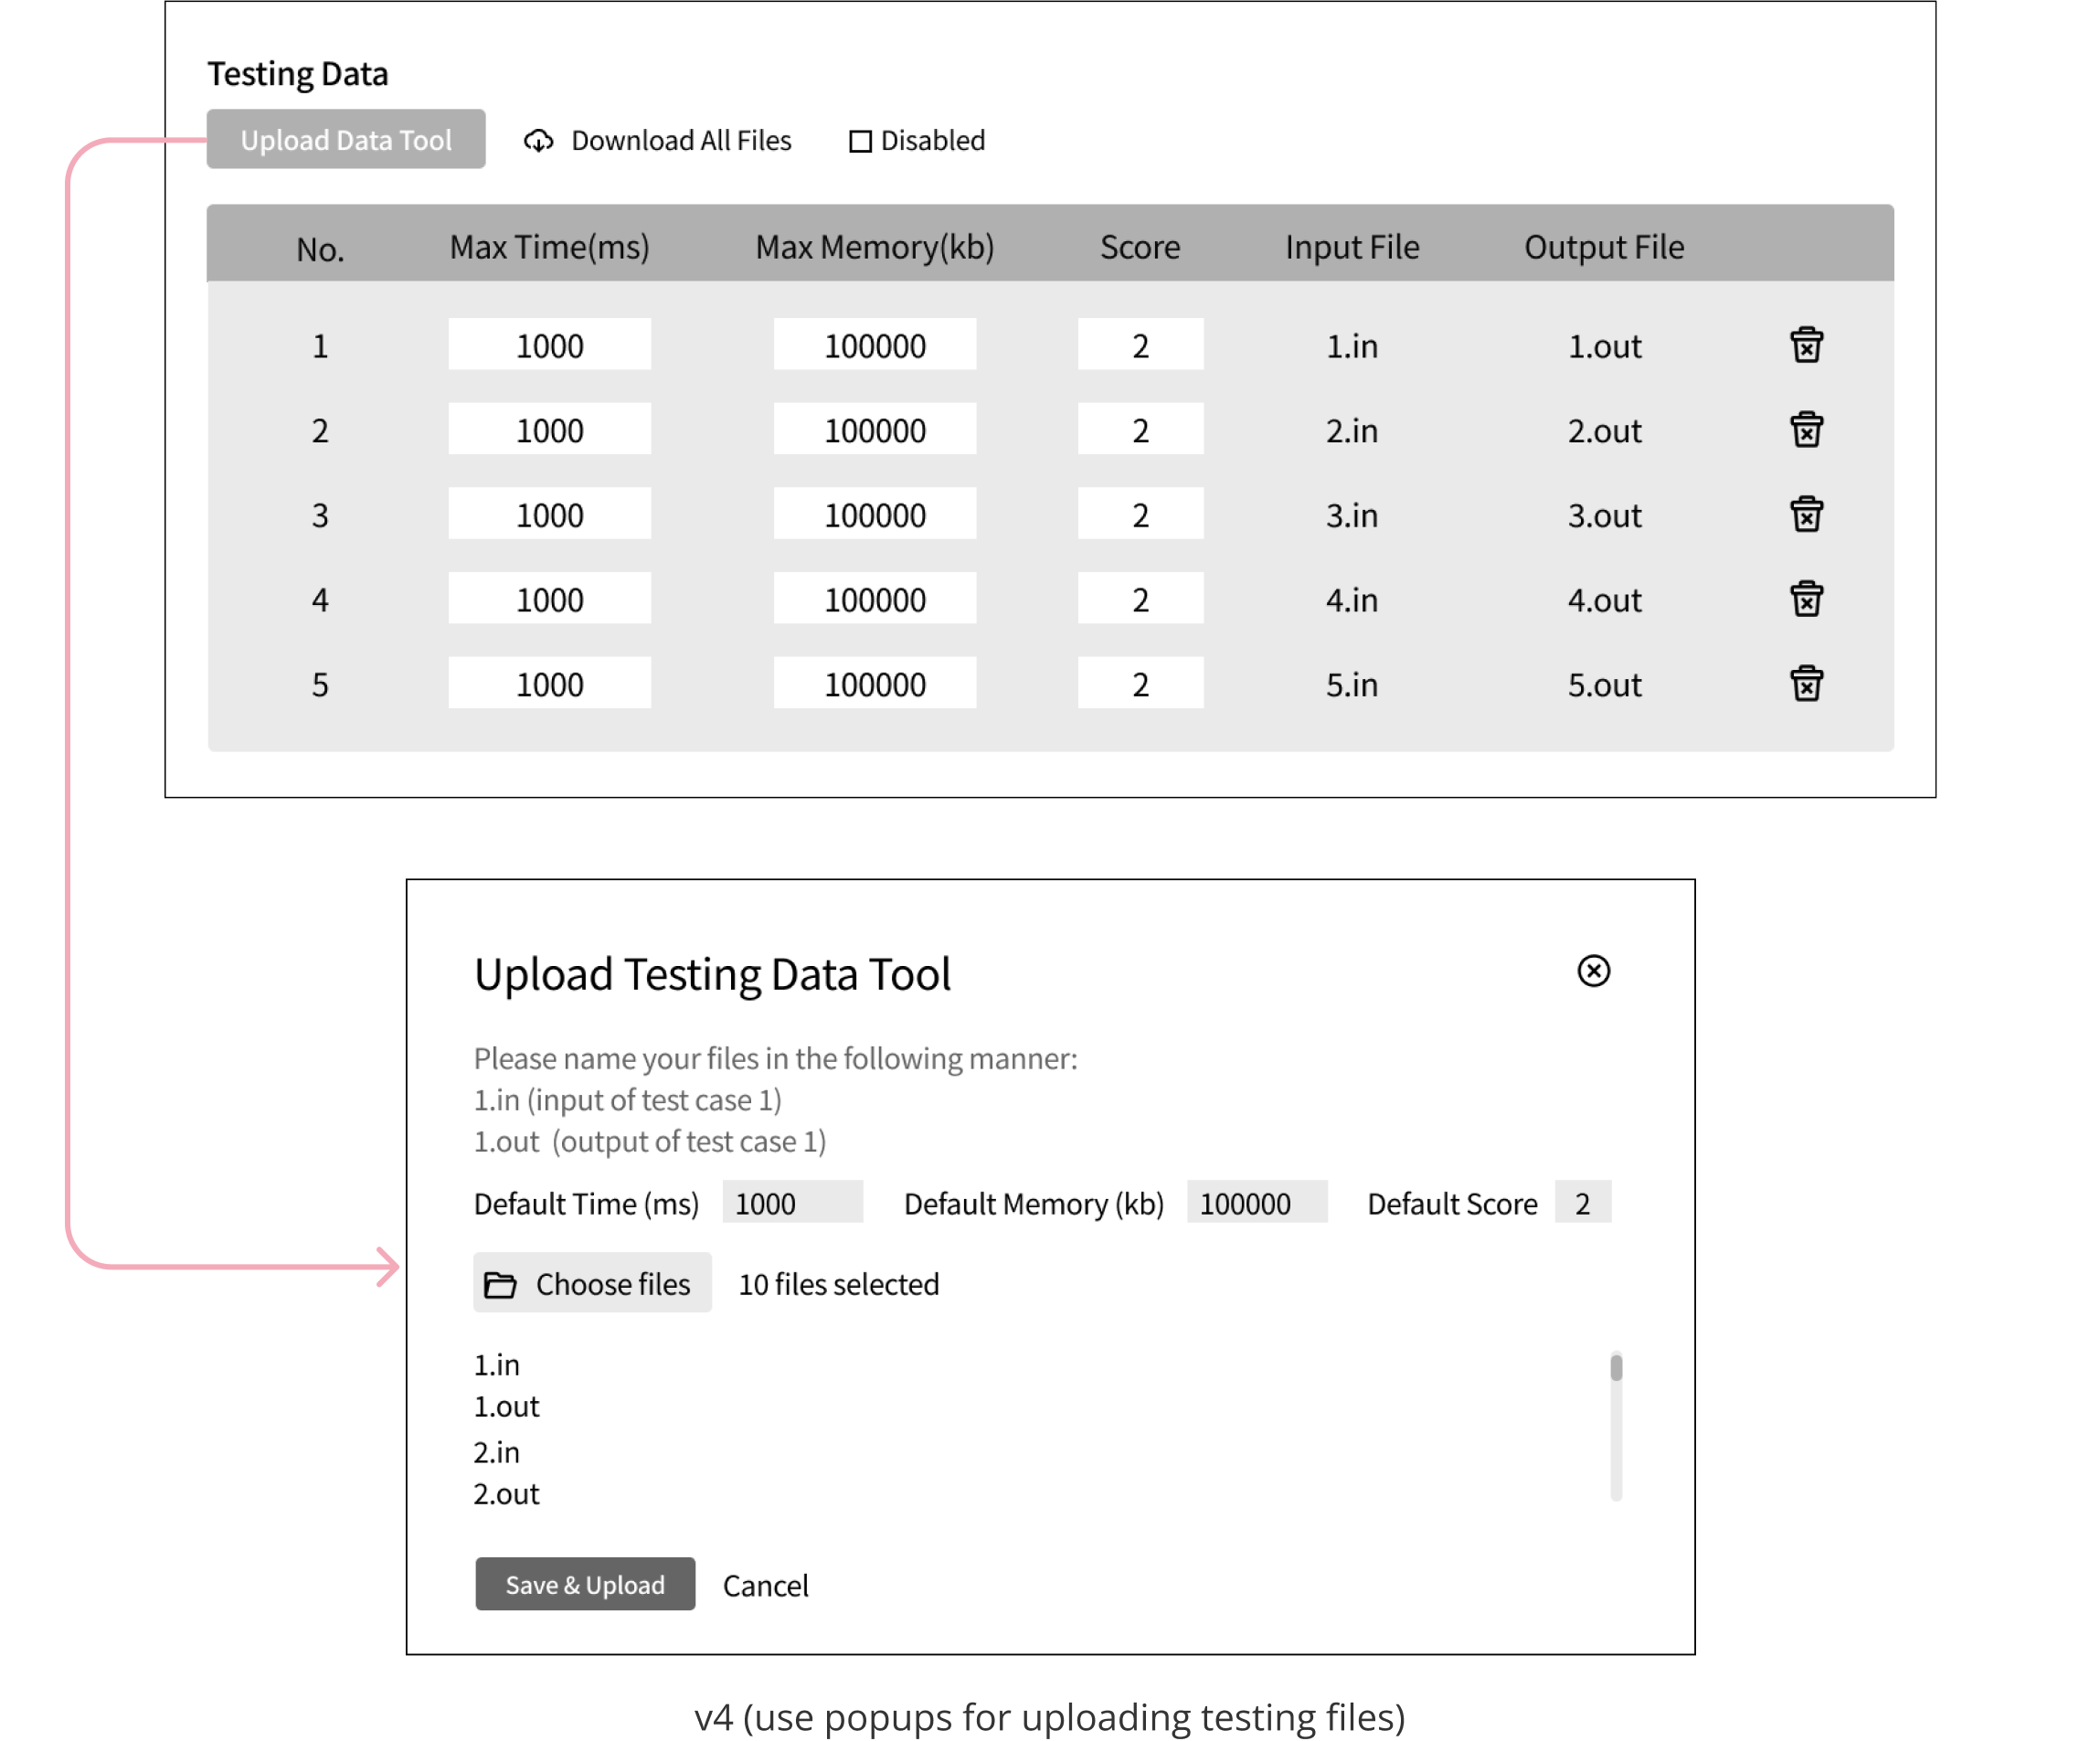 Testing Data
Upload Data Tool Download All Files Disabled
No. Max Time(ms) Max Memory(kb) Score Input File Output File
1 1000 100000 2 1.in 1.out
2 1000 100000 2 2.in 2.out
3 1000 100000 2 3.in 3.out
4 1000 100000 2 4.in 4.out
5 1000 100000 2 5.in 5.out
Upload Testing Data Tool
Please name your files in the following manner:
1.in (input of test case 1)
1.out (output of test case 1)
Default Time (ms) 1000 Default Memory (kb) 100000 Default Score 2
Choose files 10 files selected
1.in
1.out
2.in
2.out
Save & Upload Cancel
v4 (use popups for uploading testing files)